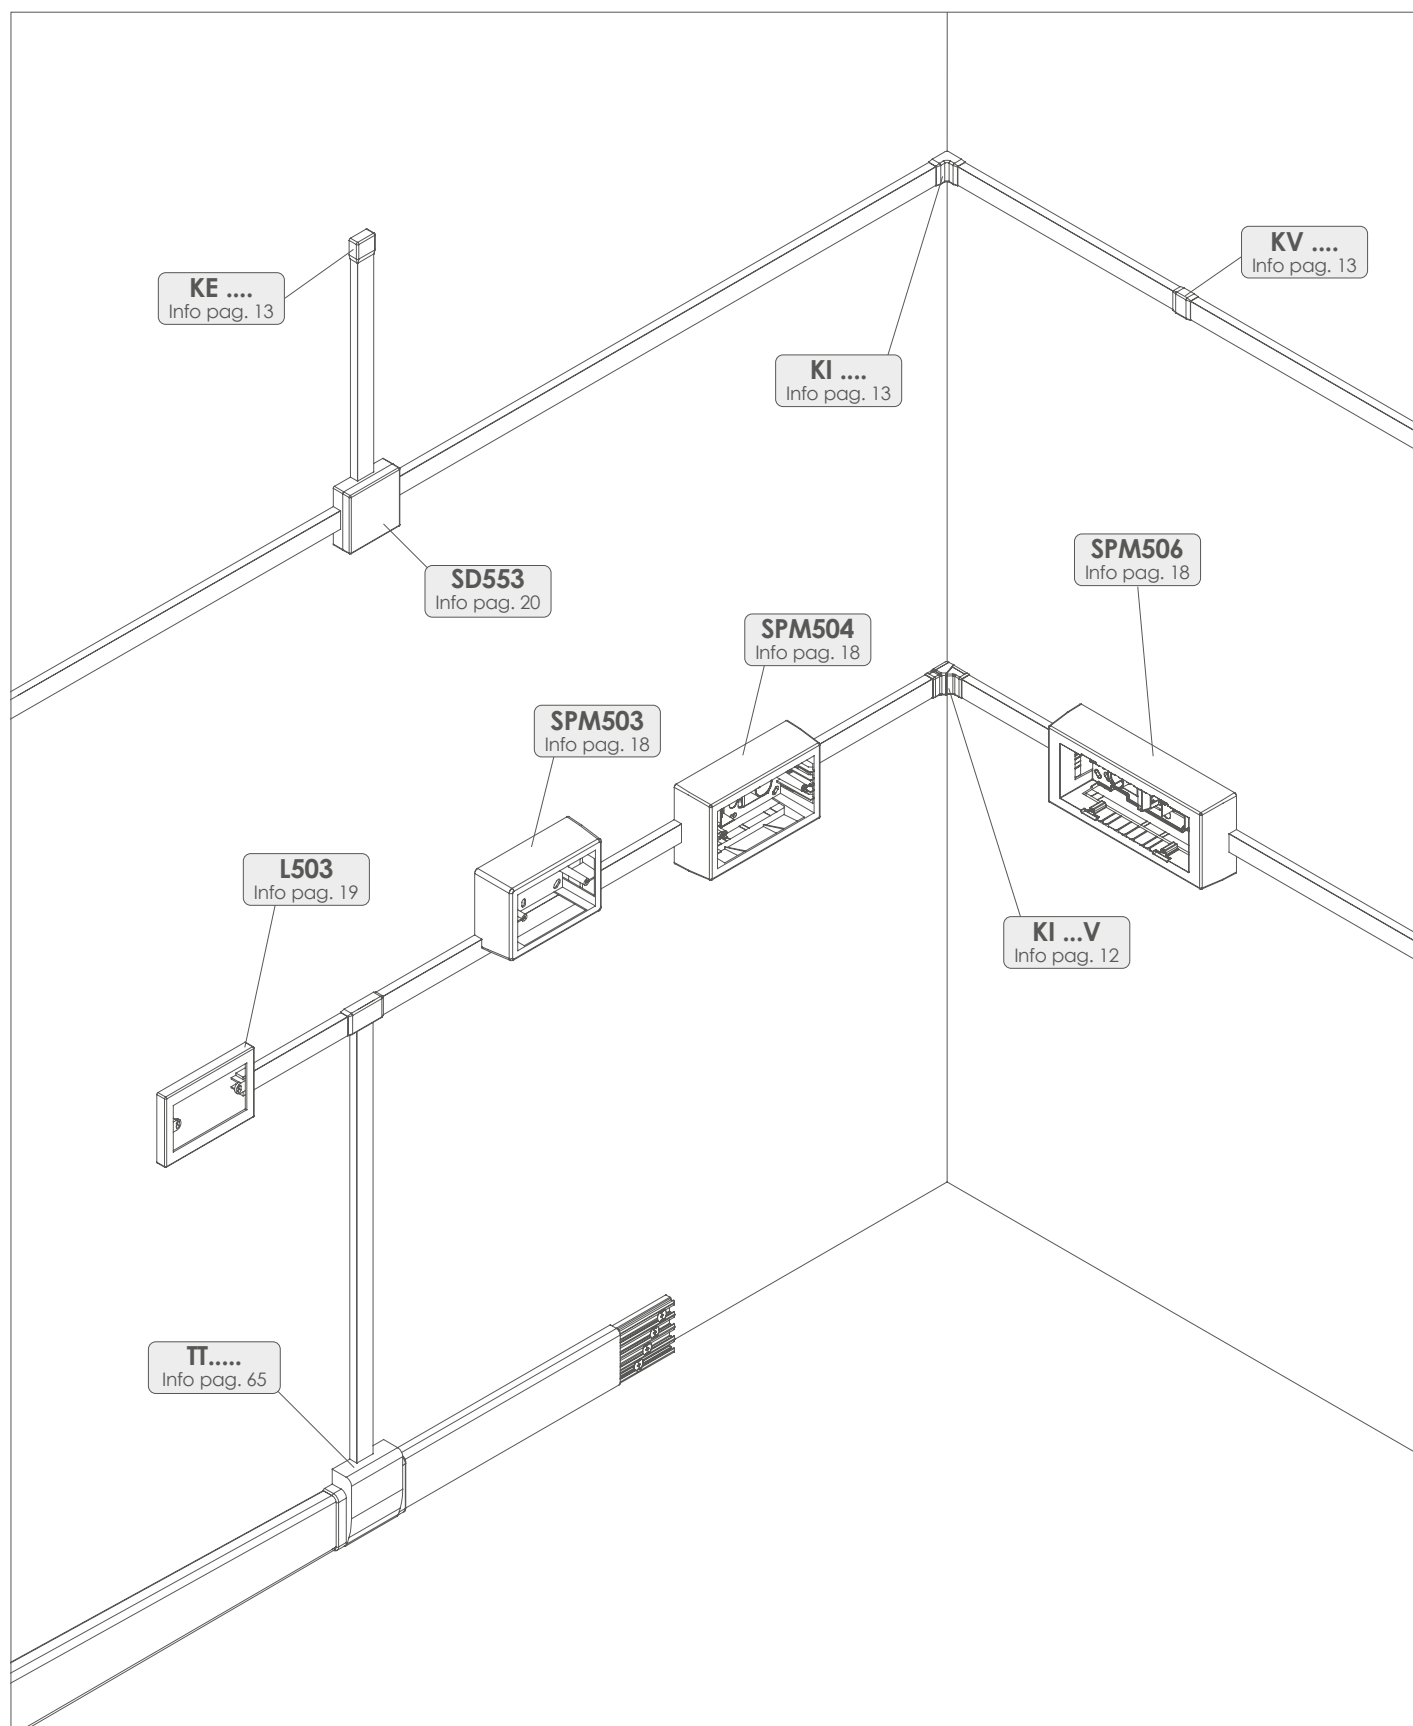 KV ....
Info pag. 13
KE ....
Info pag. 13
KI ....
Info pag. 13
SPM506
Info pag. 18
SD553
Info pag. 20
SPM504
Info pag. 18
SPM503
Info pag. 18
L503
Info pag. 19
KI ...V
Info pag. 12
TT.....
Info pag. 65